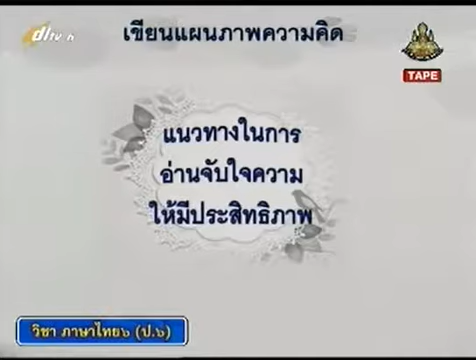 dltv 6
เขียนแผนภาพความคิด
TAPE
แนวทางในการ
อ่านจับใจความ
ให้มีประสิทธิภาพ
วิชา ภาษาไทย๖ (ป.๖)